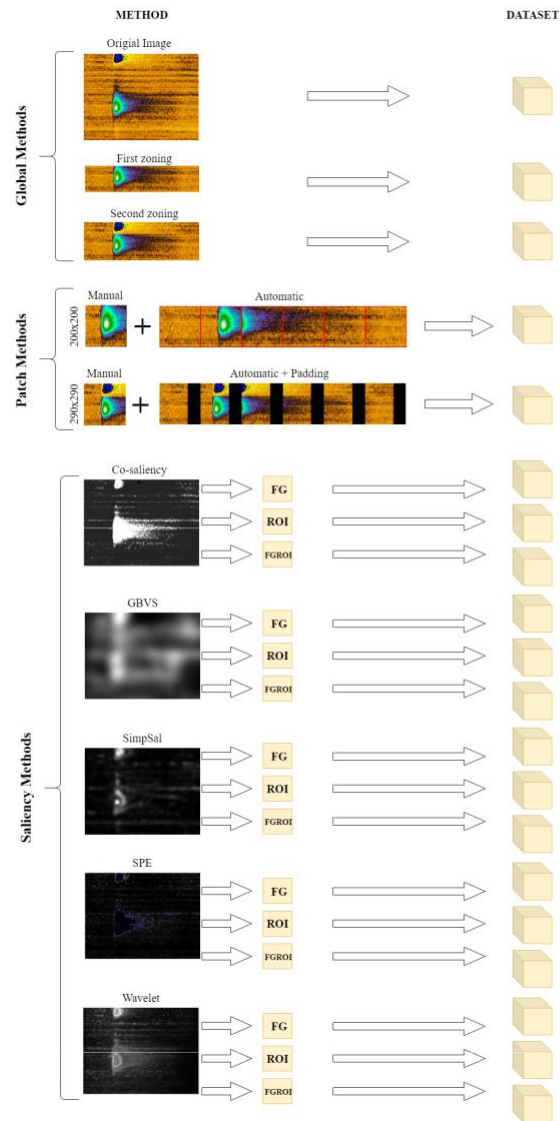 METHOD
DATASET
Global Methods
Origial Image
First zoning
Second zoning
Patch Methods
200x200
Manual
+
Automatic
290x290
Manual
+
Automatic + Padding
Saliency Methods
Co-saliency
FG
ROI
FGROI
GBVS
FG
ROI
FGROI
SimpSal
FG
ROI
FGROI
SPE
FG
ROI
FGROI
Wavelet
FG
ROI
FGROI